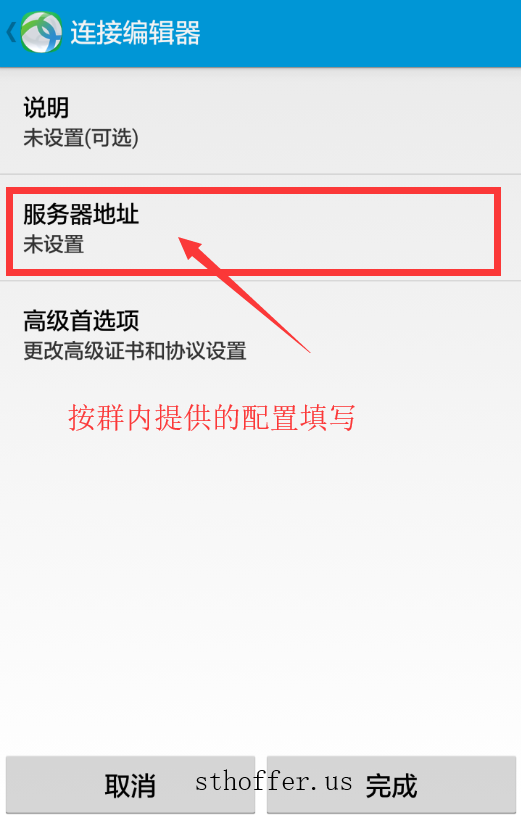 连接编辑器
说明
未设置(可选)
服务器地址
未设置
高级首选项
更改高级证书和协议设置
按群内提供的配置填写
取消
sthoffer.us
完成